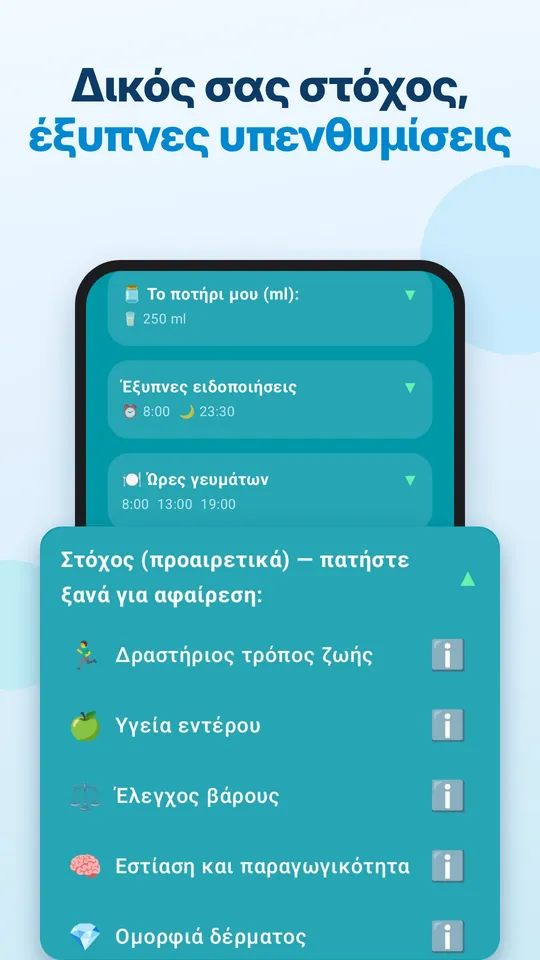 Δικός σας στόχος,
έξυπνες υπενθυμίσεις
Το ποτήρι μου (ml):
250 ml
Έξυπνες ειδοποιήσεις
8:00 23:30
Ώρες γευμάτων
8:00 13:00 19:00
Στόχος (προαιρετικά) — πατήστε
ξανά για αφαίρεση:
Δραστήριος τρόπος ζωής
Υγεία εντέρου
Έλεγχος βάρους
Εστίαση και παραγωγικότητα
Ομορφιά δέρματος